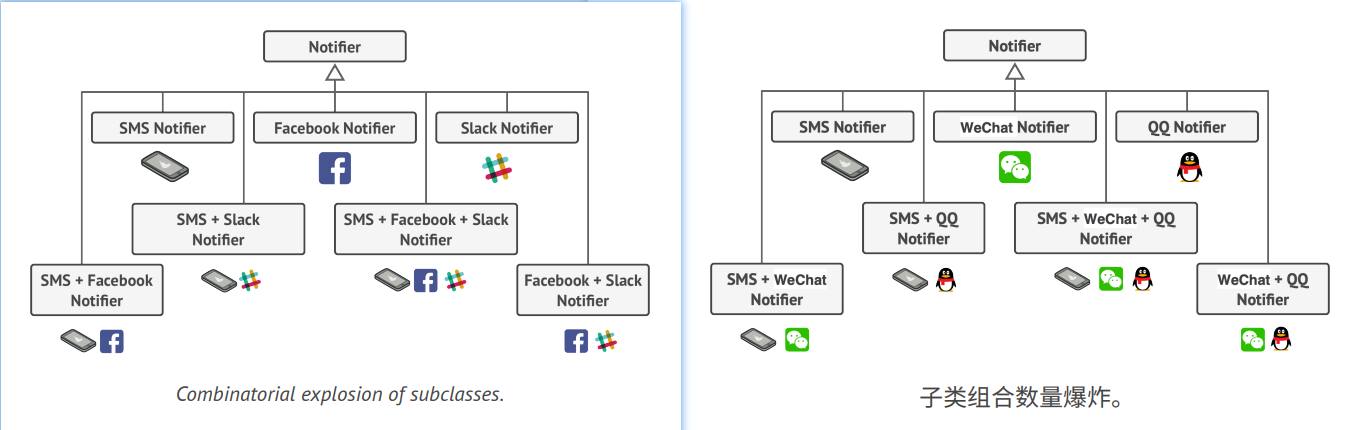 Notifier
SMS Notifier
Facebook Notifier
Slack Notifier
SMS + Slack
Notifier
SMS + Facebook + Slack
Notifier
SMS + Facebook
Notifier
Facebook + Slack
Notifier
Combinatorial explosion of subclasses.
Notifier
SMS Notifier
WeChat Notifier
QQ Notifier
SMS + QQ
Notifier
SMS + WeChat + QQ
Notifier
SMS + WeChat
Notifier
WeChat + QQ
Notifier
子类组合数量爆炸。